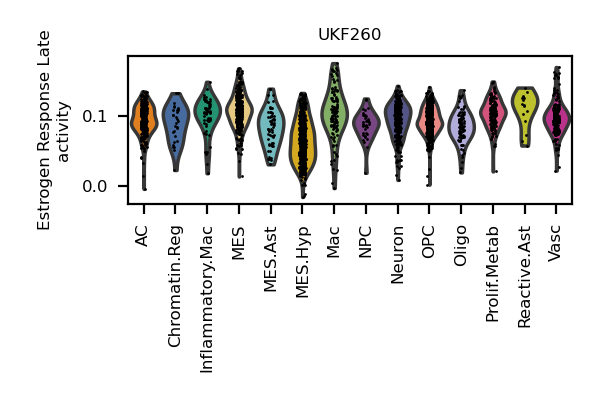 UKF260
Estrogen Response Late
activity
0.1
0.0
AC
Chromatin.Reg
Inflammatory.Mac
MES
MES.Ast
MES.Hyp
Mac
NPC
Neuron
OPC
Oligo
Prolif.Metab
Reactive.Ast
Vasc